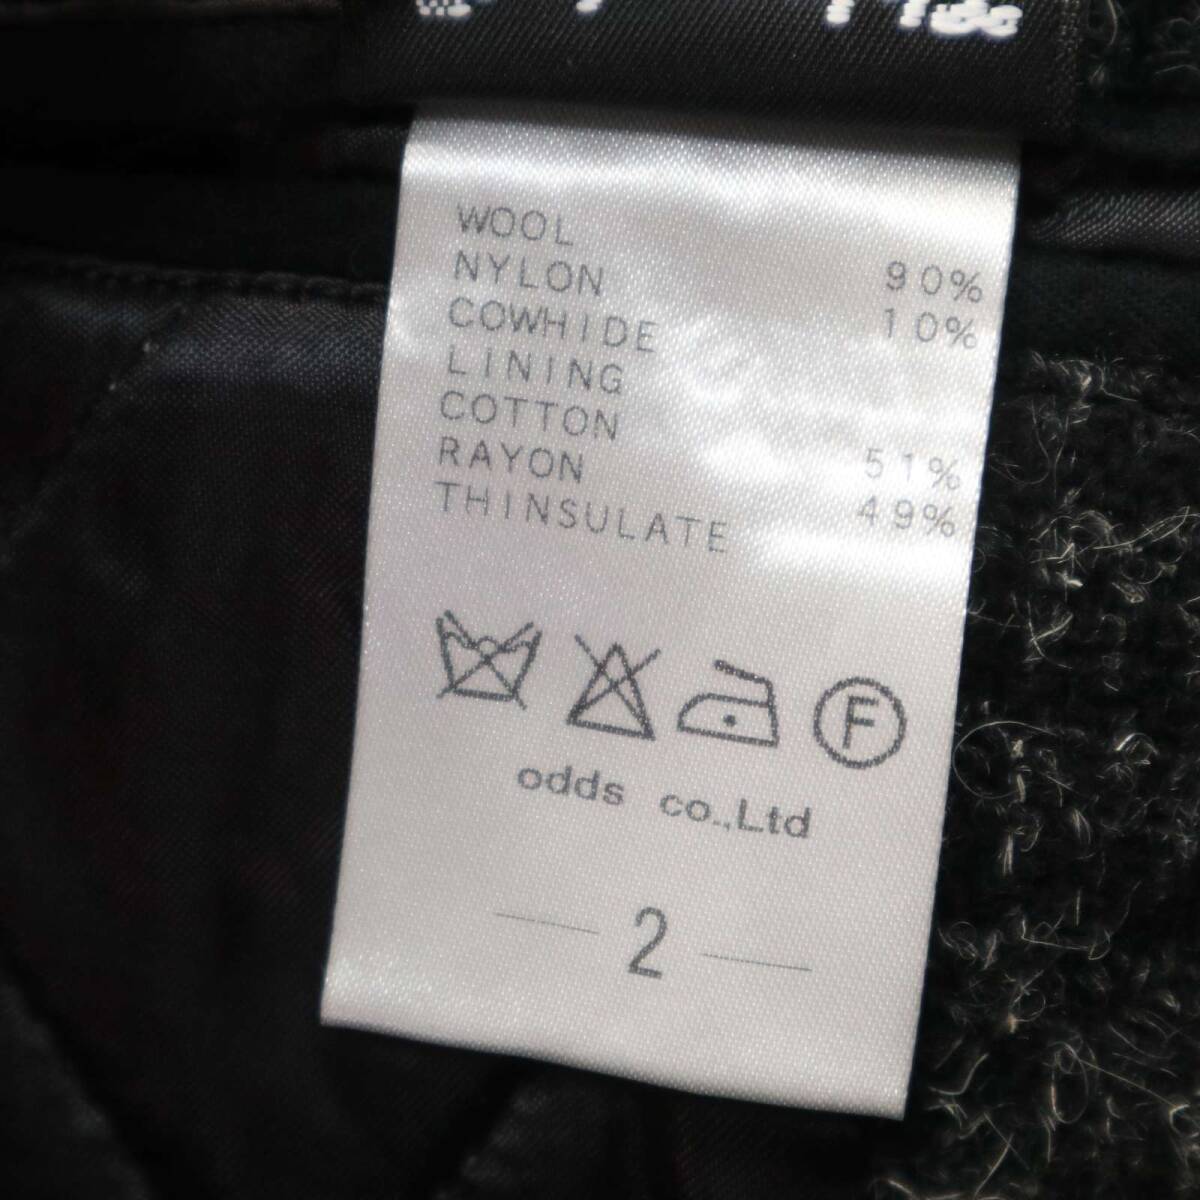 WOOL 90%
NYLON 10%
COWHIDE
LINING
COTTON 51%
RAYON 49%
THINSULATE
F
odds co.,Ltd
2